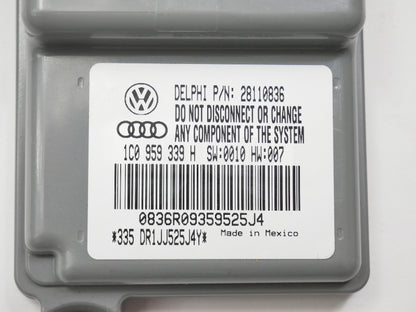 DELPHI P/N: 28110836
DO NOT DISCONNECT OR CHANGE
ANY COMPONENT OF THE SYSTEM
1C0 959 339 H SW:0010 HW:007
0836R09359525J4
*335 DR1JJ525J4Y* Made in Mexico